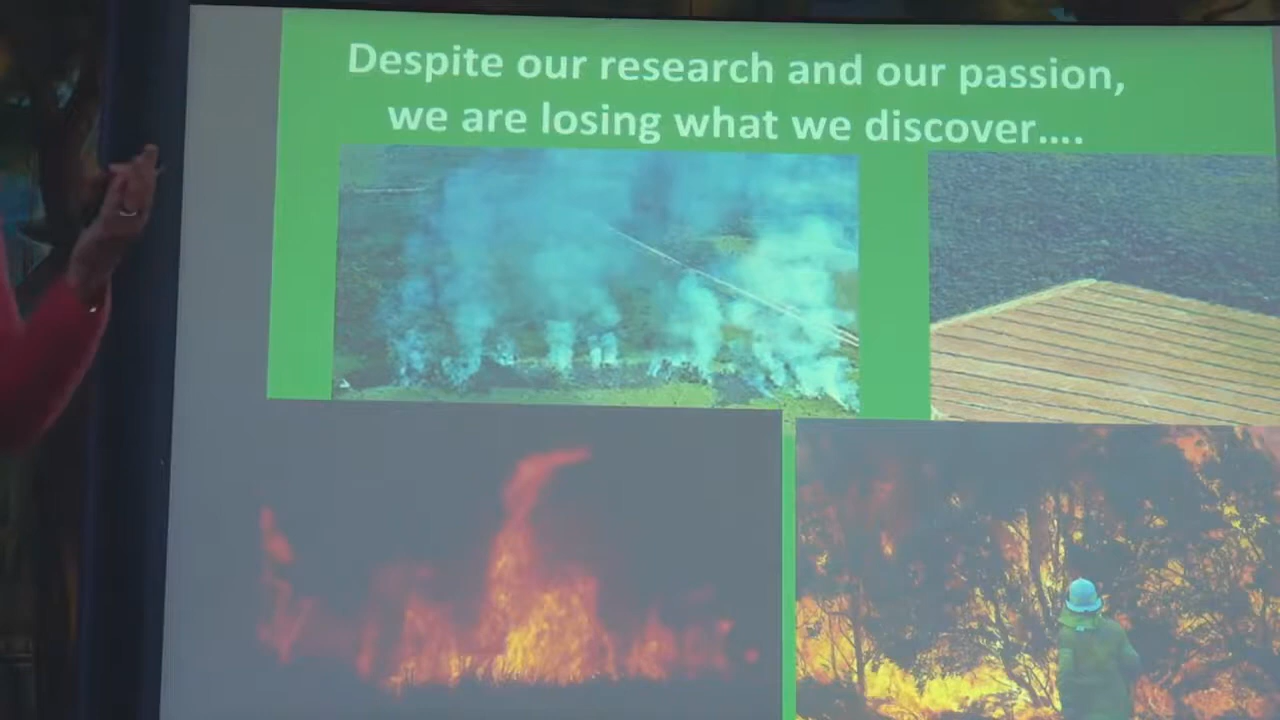 Despite our research and our passion,
we are losing what we discover....